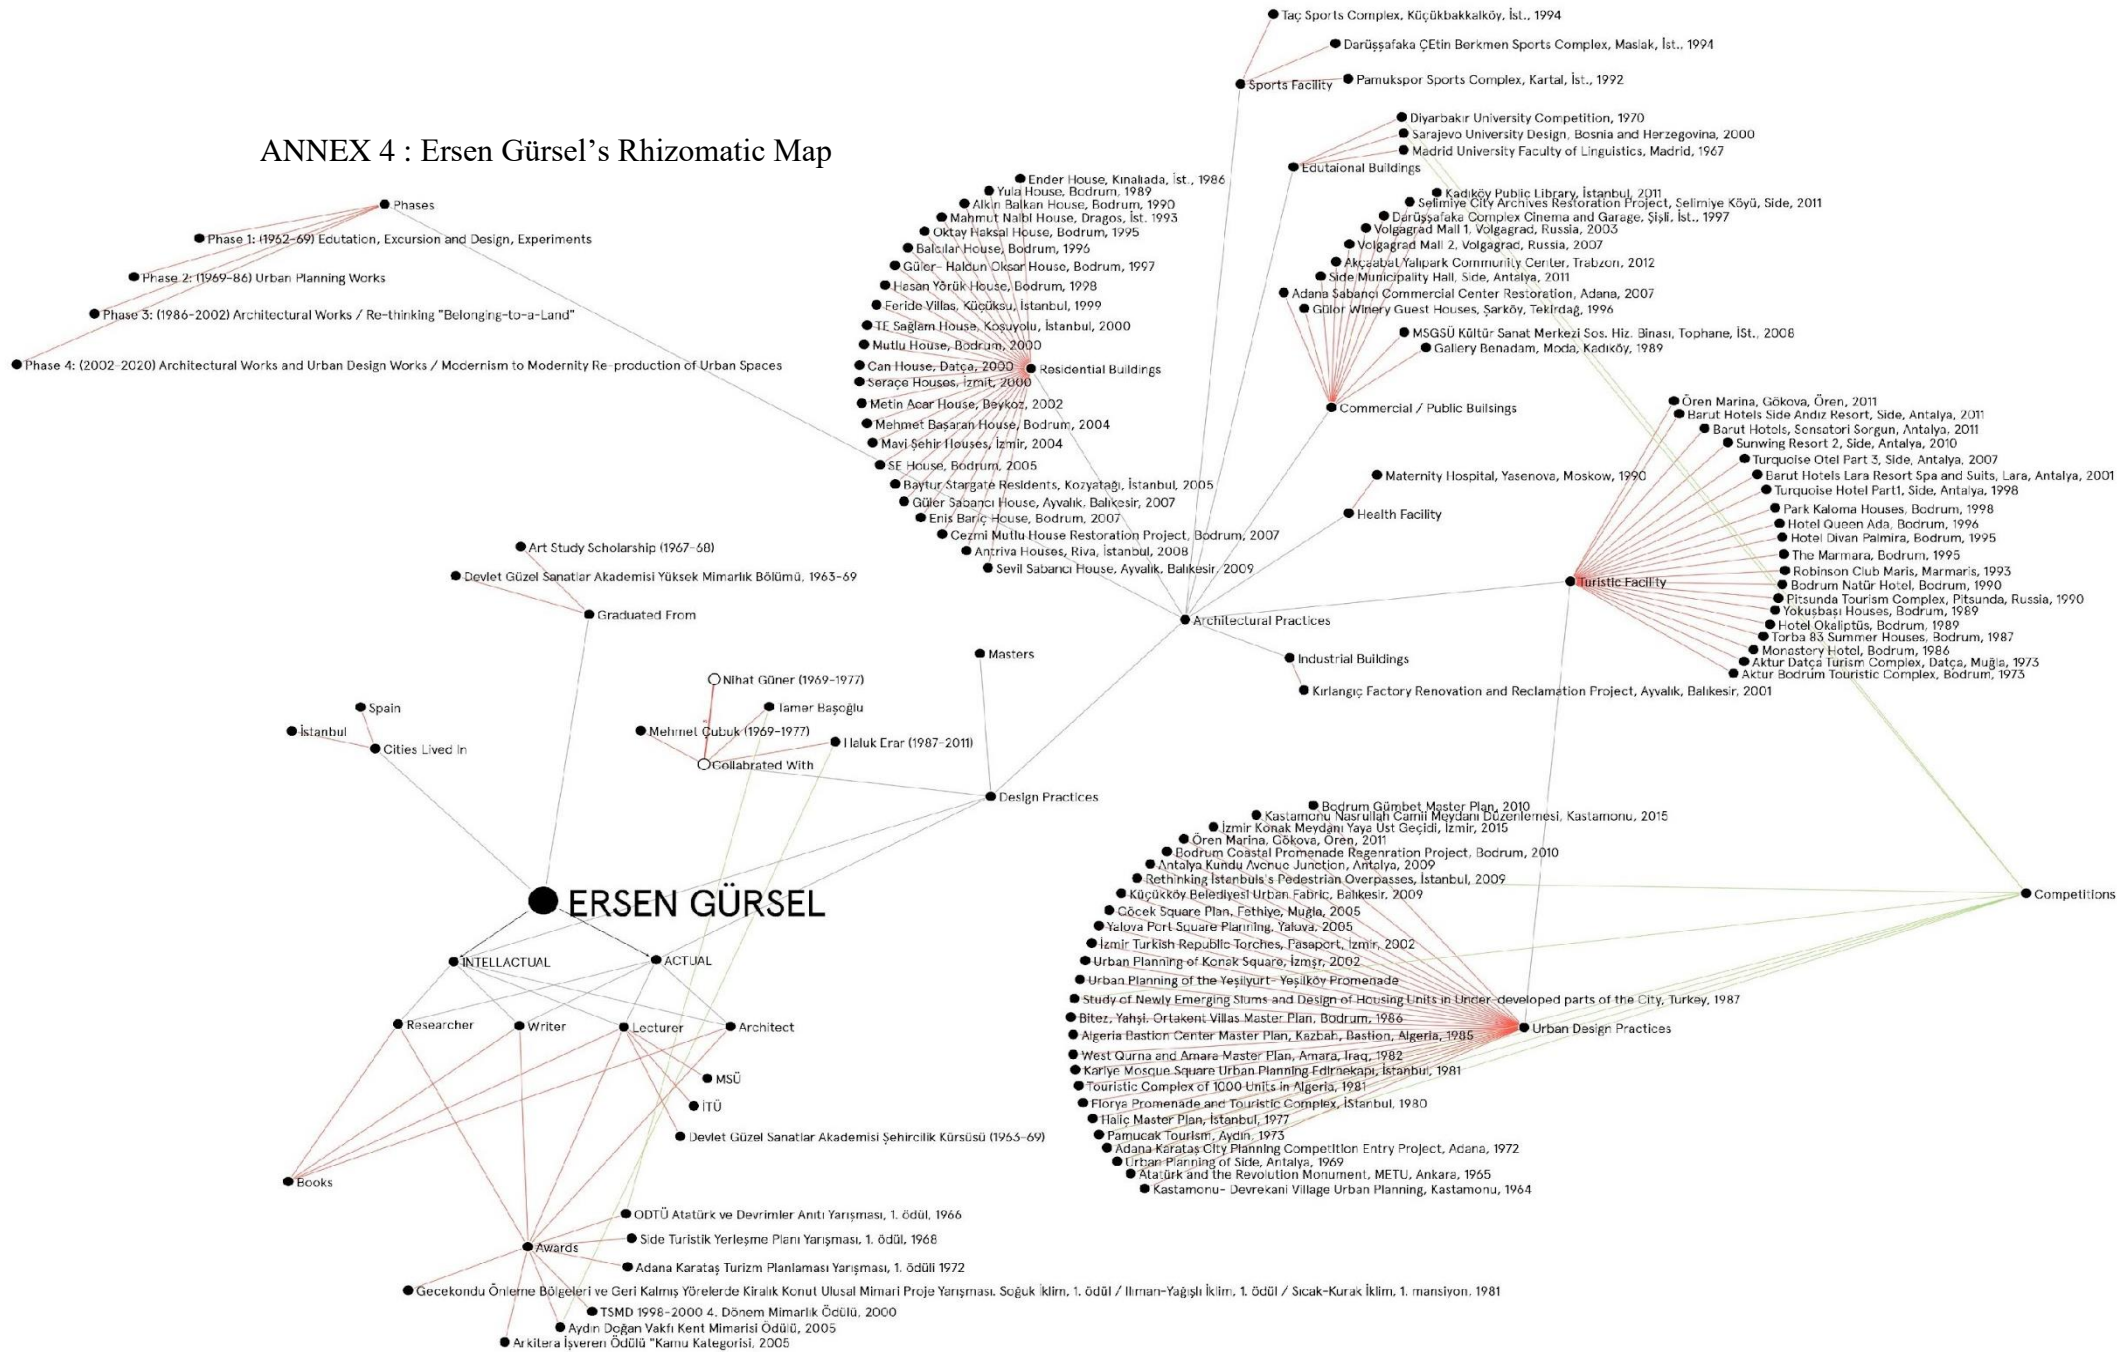 ANNEX 4 : Ersen Gürsel's Rhizomatic Map
Phases
Phase 1: (1962-69) Edutation, Excursion and Design, Experiments
Phase 2: (1969-86) Urban Planning Works
Phase 3: (1986-2002) Architectural Works / Re-thinking "Belonging-to-a-Land"
Phase 4: (2002-2020) Architectural Works and Urban Design Works / Modernism to Modernity Re-production of Urban Spaces
Taç Sports Complex, Küçükbakkalköy, İst., 1994
Darüşşafaka ÇEtin Berkmen Sports Complex, Maslak, İst., 1994
Sports Facility
Pamukspor Sports Complex, Kartal, İst., 1992
Diyarbakır University Competition, 1970
Sarajevo University Design, Bosnia and Herzegovina, 2000
Madrid University Faculty of Linguistics, Madrid, 1967
Edutaional Buildings
Ender House, Kınalıada, İst., 1986
Yula House, Bodrum, 1989
Alkın Balkan House, Bodrum, 1990
Mahmut Nalbl House, Dragos, İst. 1993
Oktay Haksal House, Bodrum, 1995
Balcılar House, Bodrum, 1996
Güler- Haldun Oksar House, Bodrum, 1997
Hasan Yörük House, Bodrum, 1998
Feride Villas, Küçüksu, İstanbul, 1999
TE Sağlam House, Koşuyolu, İstanbul, 2000
Mutlu House, Bodrum, 2000
Can House, Datça, 2000
Residential Buildings
Seraçe Houses, İzmit, 2000
Metin Acar House, Beykoz, 2002
Mehmet Başaran House, Bodrum, 2004
Mavi Şehir Houses, İzmir, 2004
SE House, Bodrum, 2005
Baytur Stargate Residents, Kozyatağı, İstanbul, 2005
Güler Sabancı House, Ayvalık, Balıkesir, 2007
Enis Bariç House, Bodrum, 2007
Cezmi Mutlu House Restoration Project, Bodrum, 2007
Antriva Houses, Riva, İstanbul, 2008
Sevil Sabancı House, Ayvalık, Balıkesir, 2009
Kadıköy Public Library, İstanbul, 2011
Selimiye City Archives Restoration Project, Selimiye Köyü, Side, 2011
Darüşşafaka Complex Cinema and Garage, Şişli, İst., 1997
Volgagrad Mall 1, Volgagrad, Russia, 2003
Volgagrad Mall 2, Volgagrad, Russia, 2007
Akçaabat Yalıpark Community Center, Trabzon, 2012
Side Municipality Hall, Side, Antalya, 2011
Adana Sabancı Commercial Center Restoration, Adana, 2007
Gülor Winery Guest Houses, Şarköy, Tekirdağ, 1996
MSGSÜ Kültür Sanat Merkezi Sos. Hiz. Binası, Tophane, İSt., 2008
Gallery Benadam, Moda, Kadıköy, 1989
Commercial / Public Builsings
Maternity Hospital, Yasenova, Moskow, 1990
Health Facility
Ören Marina, Gökova, Ören, 2011
Barut Hotels Side Andız Resort, Side, Antalya, 2011
Barut Hotels, Sensatori Sorgun, Antalya, 2011
Sunwing Resort 2, Side, Antalya, 2010
Turquoise Otel Part 3, Side, Antalya, 2007
Barut Hotels Lara Resort Spa and Suits, Lara, Antalya, 2001
Turquoise Hotel Part1, Side, Antalya, 1998
Park Kaloma Houses, Bodrum, 1998
Hotel Queen Ada, Bodrum, 1996
Hotel Divan Palmira, Bodrum, 1995
The Marmara, Bodrum, 1995
Robinson Club Maris, Marmaris, 1993
Turistic Facility
Bodrum Natür Hotel, Bodrum, 1990
Pitsunda Tourism Complex, Pitsunda, Russia, 1990
Yokuşbaşı Houses, Bodrum, 1989
Hotel Okaliptüs, Bodrum, 1989
Torba 83 Summer Houses, Bodrum, 1987
Monastery Hotel, Bodrum, 1986
Aktur Datça Turism Complex, Datça, Muğla, 1973
Aktur Bodrum Touristic Complex, Bodrum, 1973
Art Study Scholarship (1967-68)
Devlet Güzel Sanatlar Akademisi Yüksek Mimarlık Bölümü, 1963-69
Graduated From
Architectural Practices
Masters
Industrial Buildings
Kırlangıç Factory Renovation and Reclamation Project, Ayvalık, Balıkesir, 2001
Nihat Güner (1969-1977)
Spain
Tamer Başoğlu
İstanbul
Mehmet Çubuk (1969-1977)
Cities Lived In
Haluk Erar (1987-2011)
Collabrated With
Design Practices
ERSEN GÜRSEL
INTELLACTUAL
ACTUAL
Researcher
Writer
Lecturer
Architect
MSÜ
İTÜ
Devlet Güzel Sanatlar Akademisi Şehircilik Kürsüsü (1963-69)
Books
Bodrum Gümbet Master Plan, 2010
Kastamonu Nasrullah Camii Meydanı Düzenlemesi, Kastamonu, 2015
İzmir Konak Meydanı Yaya Üst Geçidi, İzmir, 2015
Ören Marina, Gökova, Ören, 2011
Bodrum Coastal Promenade Regenration Project, Bodrum, 2010
Antalya Kundu Avenue Junction, Antalya, 2009
Rethinking İstanbuls's Pedestrian Overpasses, İstanbul, 2009
Küçükköy Belediyesi Urban Fabric, Balıkesir, 2009
Competitions
Göcek Square Plan, Fethiye, Muğla, 2005
Yalova Port Square Planning, Yalova, 2005
İzmir Turkish Republic Torches, Pasaport, İzmir, 2002
Urban Planning of Konak Square, İzmşr, 2002
Urban Planning of the Yeşilyurt- Yeşilköy Promenade
Study of Newly Emerging Slums and Design of Housing Units in Under-developed parts of the City, Turkey, 1987
Bitez, Yahşi, Ortakent Villas Master Plan, Bodrum, 1986
Urban Design Practices
Algeria Bastion Center Master Plan, Kazbah, Bastion, Algeria, 1985
West Qurna and Amara Master Plan, Amara, Iraq, 1982
Kariye Mosque Square Urban Planning Edirnekapı, İstanbul, 1981
Touristic Complex of 1000 Units in Algeria, 1981
Florya Promenade and Touristic Complex, İStanbul, 1980
Haliç Master Plan, İstanbul, 1977
Pamucak Tourism, Aydın, 1973
Adana Karataş City Planning Competition Entry Project, Adana, 1972
Urban Planning of Side, Antalya, 1969
Atatürk and the Revolution Monument, METU, Ankara, 1965
Kastamonu- Devrekani Village Urban Planning, Kastamonu, 1964
Awards
ODTÜ Atatürk ve Devrimler Anıtı Yarışması, 1. ödül, 1966
Side Turistik Yerleşme Planı Yarışması, 1. ödül, 1968
Adana Karataş Turizm Planlaması Yarışması, 1. ödüli 1972
Gecekondu Önleme Bölgeleri ve Geri Kalmış Yörelerde Kiralık Konut Ulusal Mimari Proje Yarışması. Soğuk İklim, 1. ödül / Ilıman-Yağışlı İklim, 1. ödül / Sıcak-Kurak İklim, 1. mansiyon, 1981
TSMD 1998-2000 4. Dönem Mimarlık Ödülü, 2000
Aydın Doğan Vakfı Kent Mimarisi Ödülü, 2005
Arkitera İşveren Ödülü "Kamu Kategorisi, 2005